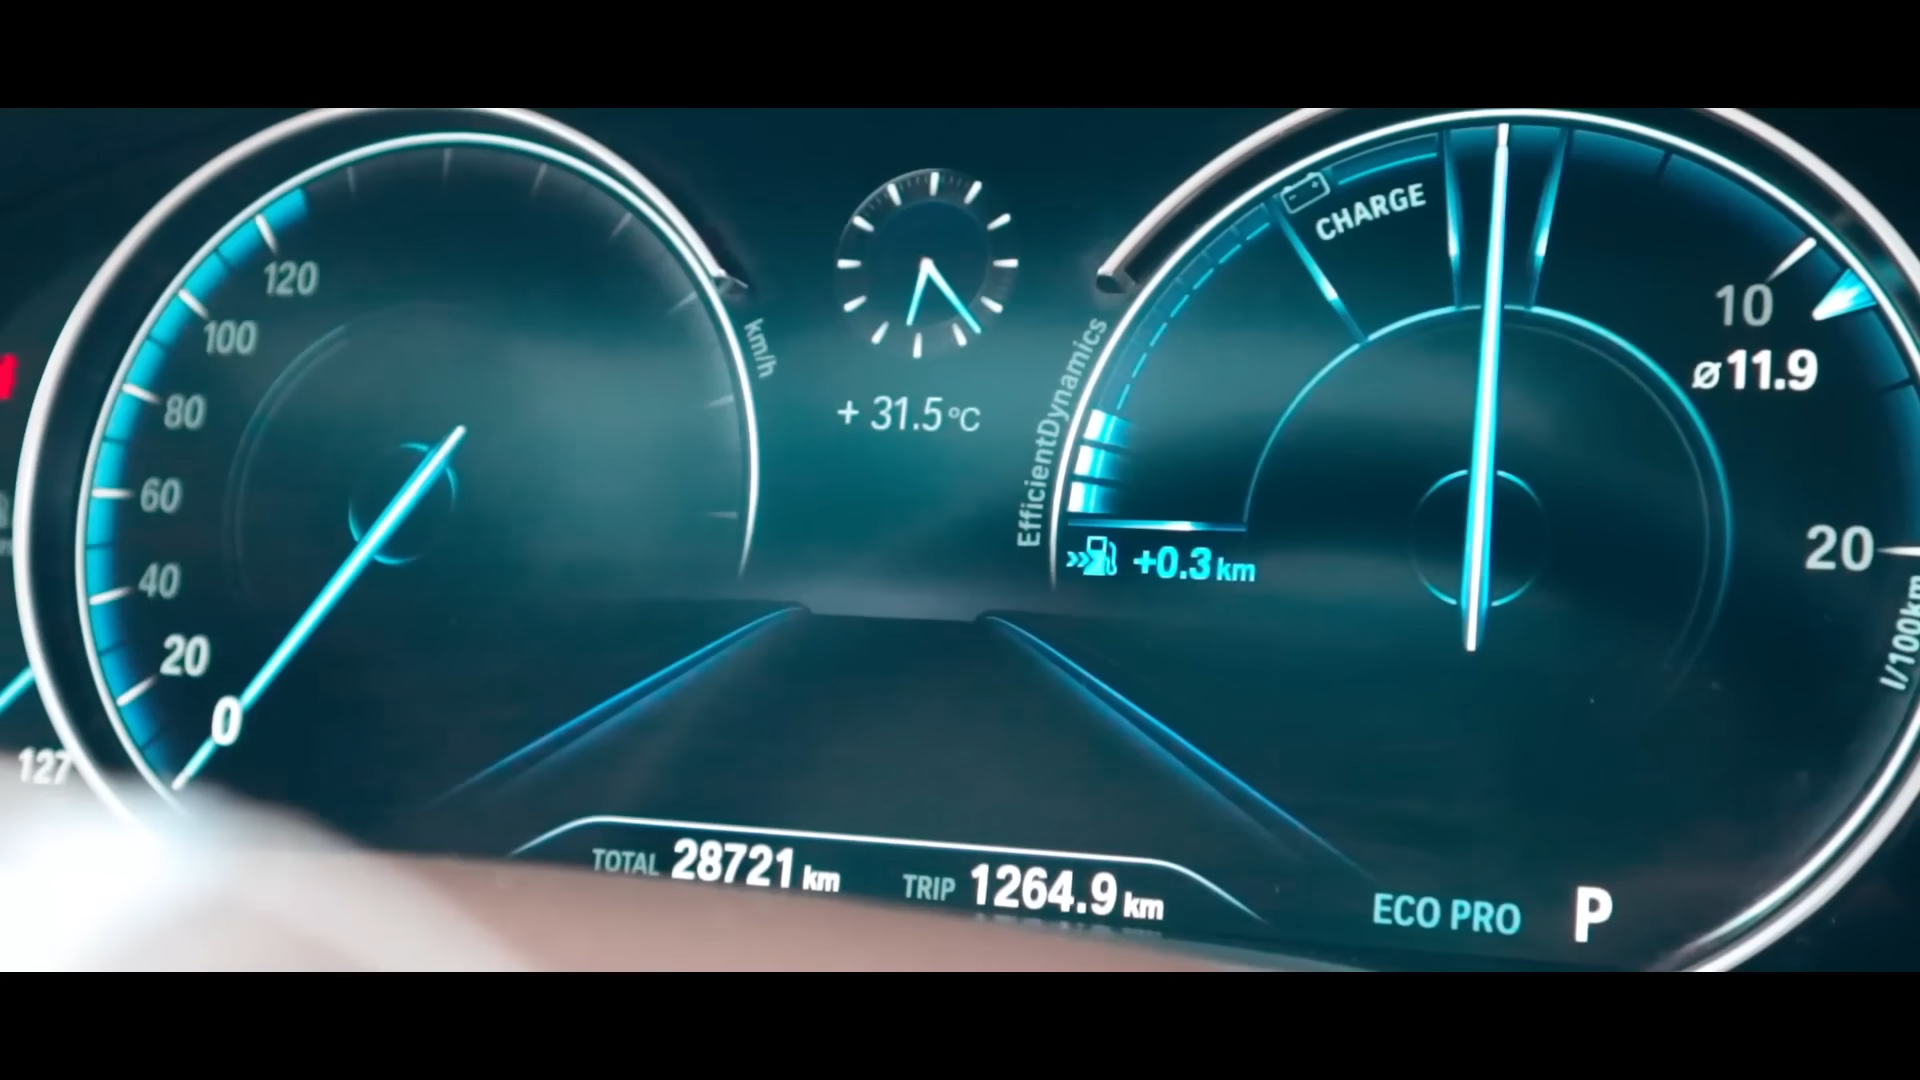 120
100
80
60
40
20
0
km/h
127
+ 31.5 °C
EfficientDynamics
CHARGE
10
ø 11.9
20
l/100km
+0.3 km
TOTAL 28721 km
TRIP 1264.9 km
ECO PRO P